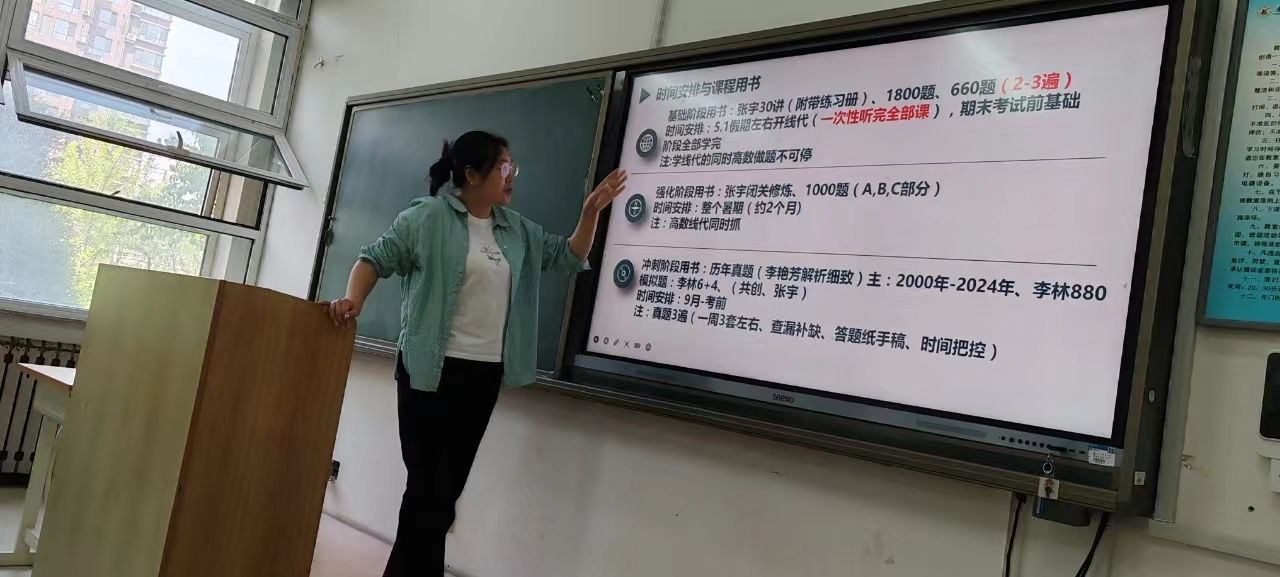 时间安排与课程用书
基础阶段用书：张宇30讲（附带练习册）、1800题、660题（2-3遍）
时间安排：5.1假期左右开线代（一次性听完全部课），期末考试前基础
阶段全部学完
注:学线代的同时高数做题不可停
强化阶段用书：张宇闭关修炼、1000题（A,B,C部分）
时间安排：整个暑期（约2个月）
注：高数线代同时抓
冲刺阶段用书：历年真题（李艳芳解析细致）主：2000年-2024年、李林880
模拟题：李林6+4、（共创、张宇）
时间安排：9月-考前
注：真题3遍（一周3套左右、查漏补缺、答题纸手稿、时间把控）
seewo